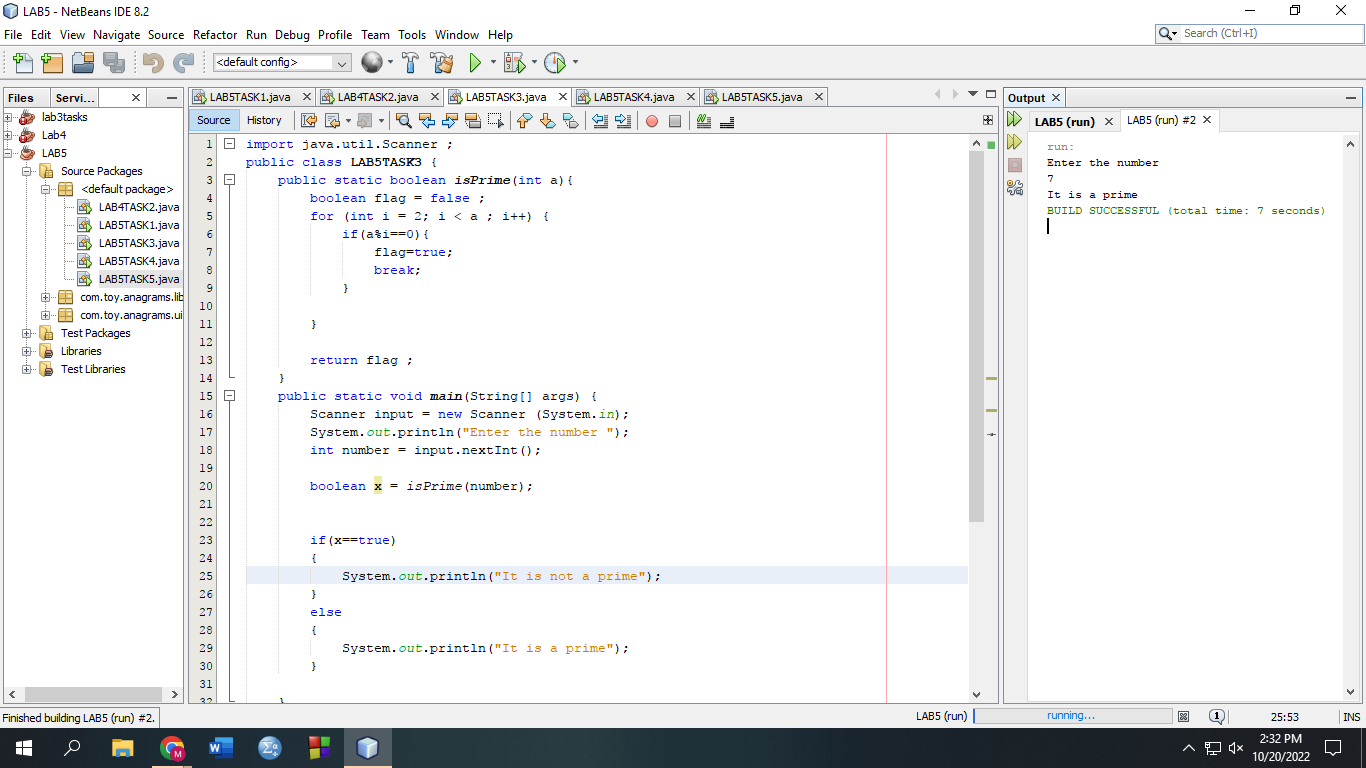 LAB5 - NetBeans IDE 8.2
File Edit View Navigate Source Refactor Run Debug Profile Team Tools Window Help
Search (Ctrl+I)
<default config>
Files Servi...
lab3tasks
Lab4
LAB5
Source Packages
<default package>
LAB4TASK2.java
LAB5TASK1.java
LAB5TASK3.java
LAB5TASK4.java
LAB5TASK5.java
com.toy.anagrams.lib
com.toy.anagrams.ui
Test Packages
Libraries
Test Libraries
LAB5TASK1.java LAB4TASK2.java LAB5TASK3.java LAB5TASK4.java LAB5TASK5.java
Source History
1 import java.util.Scanner ;
2 public class LAB5TASK3 {
3 public static boolean isPrime(int a){
4 boolean flag = false ;
5 for (int i = 2; i < a ; i++) {
6 if(a%i==0){
7 flag=true;
8 break;
9 }
10
11 }
12
13 return flag ;
14 }
15 public static void main(String[] args) {
16 Scanner input = new Scanner (System.in);
17 System.out.println("Enter the number ");
18 int number = input.nextInt();
19
20 boolean x = isPrime(number);
21
22
23 if(x==true)
24 {
25 System.out.println("It is not a prime");
26 }
27 else
28 {
29 System.out.println("It is a prime");
30 }
31
32 }
Output
LAB5 (run) LAB5 (run) #2
run:
Enter the number
7
It is a prime
BUILD SUCCESSFUL (total time: 7 seconds)
Finished building LAB5 (run) #2.
LAB5 (run) running... 1 25:53 INS
2:32 PM
10/20/2022